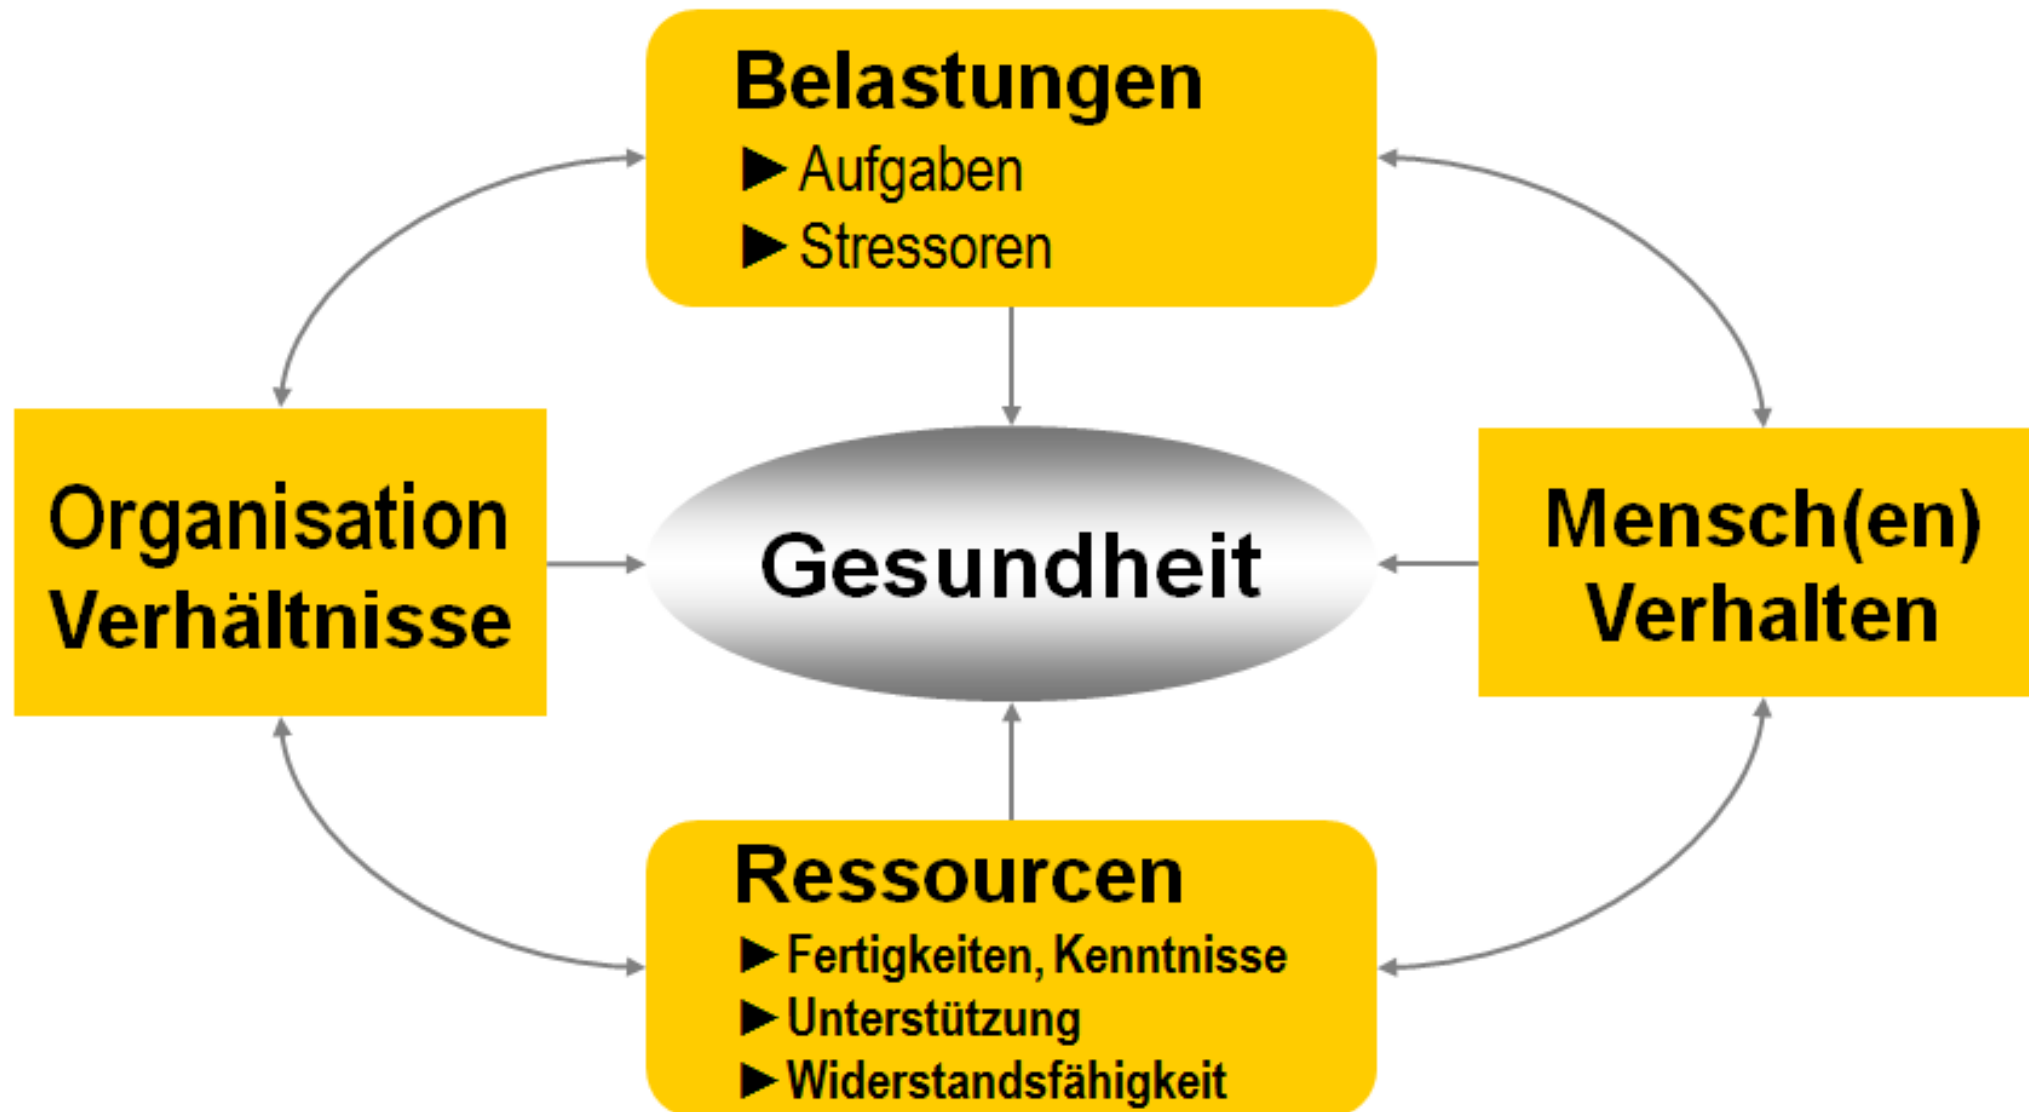 Belastungen
► Aufgaben
► Stressoren
Organisation
Verhältnisse
Gesundheit
Mensch(en)
Verhalten
Ressourcen
► Fertigkeiten, Kenntnisse
► Unterstützung
► Widerstandsfähigkeit